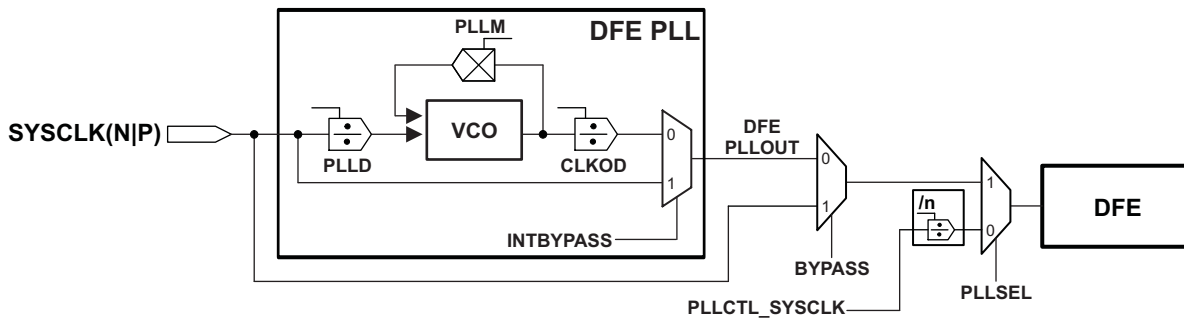 PLLM
DFE PLL
SYSCLK(N|P)
VCO
PLLD
CLKOD
0
1
INTBYPASS
DFE
PLLOUT
0
1
BYPASS
/n
1
0
PLLSEL
PLLCTL_SYSCLK
DFE